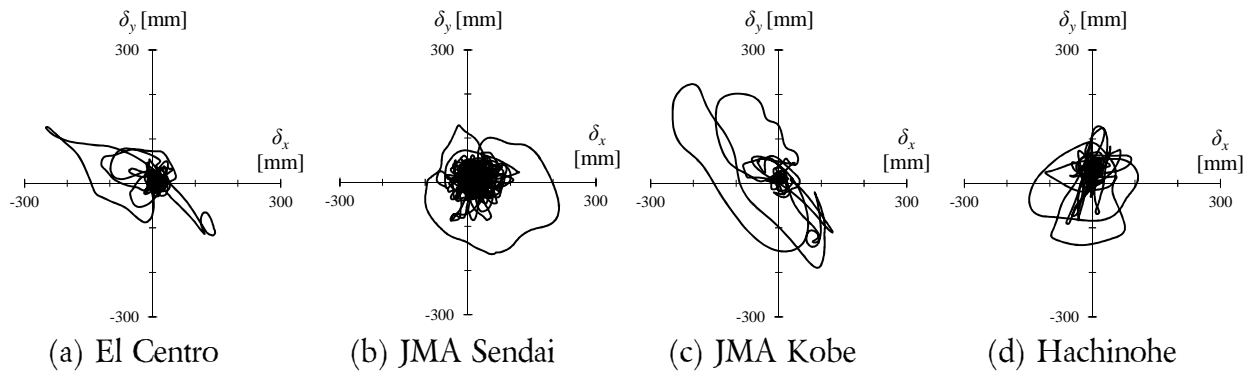 δy [mm]
300
δx
[mm]
-300
300
-300
(a) El Centro
δy [mm]
300
δx
[mm]
-300
300
-300
(b) JMA Sendai
δy [mm]
300
δx
[mm]
-300
300
-300
(c) JMA Kobe
δy [mm]
300
δx
[mm]
-300
300
-300
(d) Hachinohe